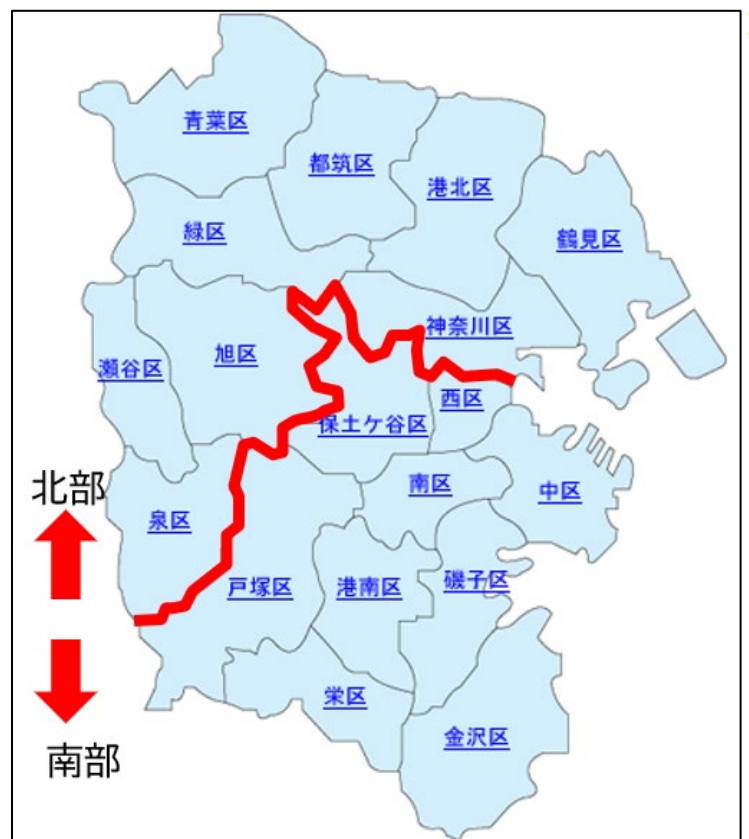 青葉区
都筑区
港北区
緑区
鶴見区
神奈川区
旭区
瀬谷区
西区
保土ケ谷区
北部
南区
中区
泉区
戸塚区
港南区
磯子区
栄区
金沢区
南部